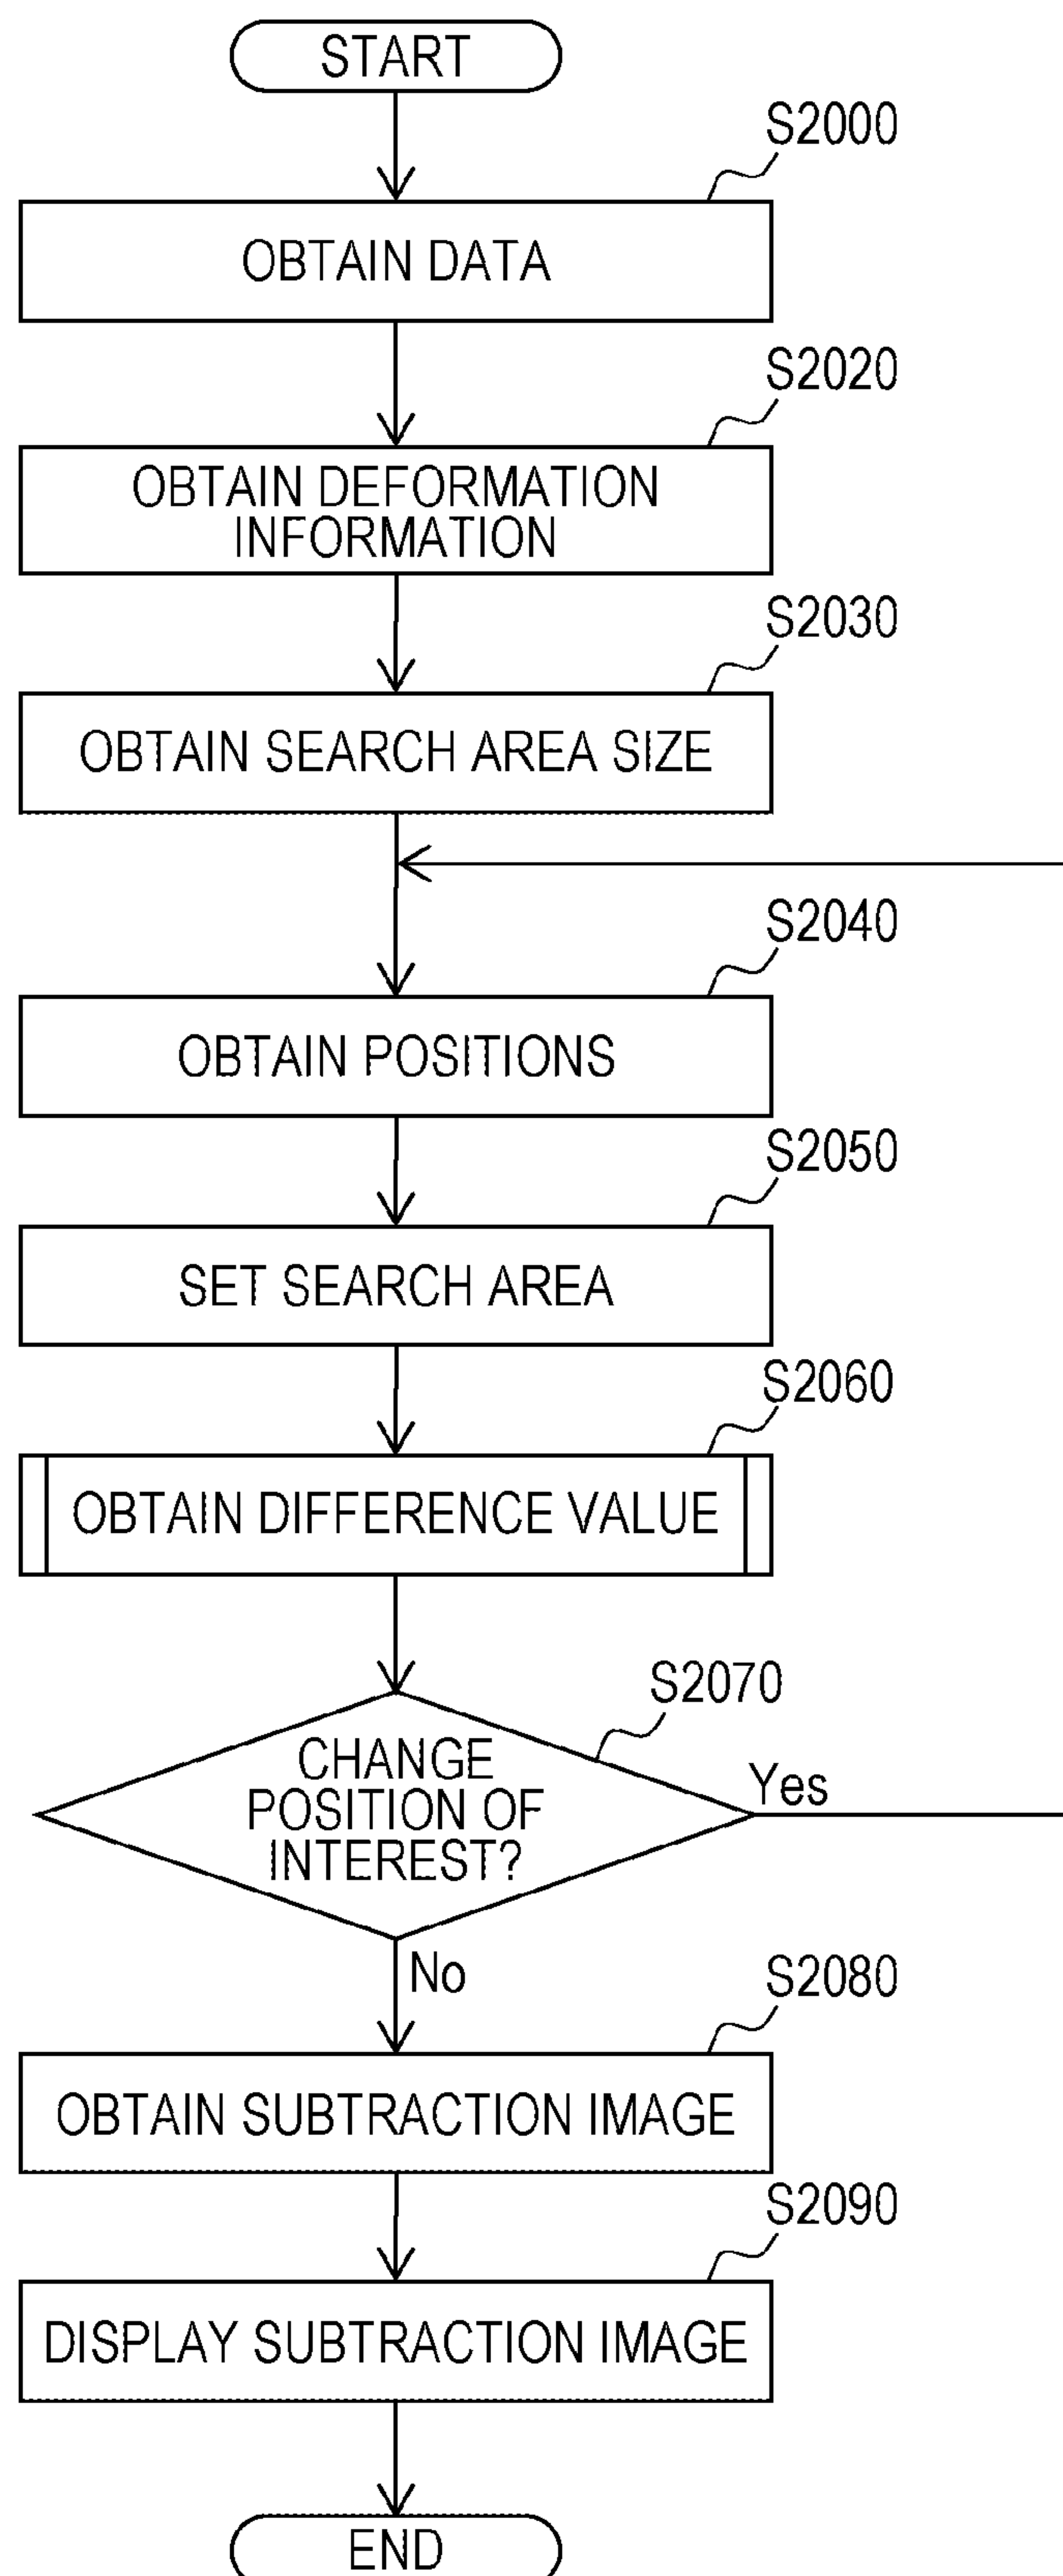 START
S2000
OBTAIN DATA
S2020
OBTAIN DEFORMATION
INFORMATION
S2030
OBTAIN SEARCH AREA SIZE
S2040
OBTAIN POSITIONS
S2050
SET SEARCH AREA
S2060
OBTAIN DIFFERENCE VALUE
S2070
CHANGE
POSITION OF
INTEREST?
Yes
No
S2080
OBTAIN SUBTRACTION IMAGE
S2090
DISPLAY SUBTRACTION IMAGE
END